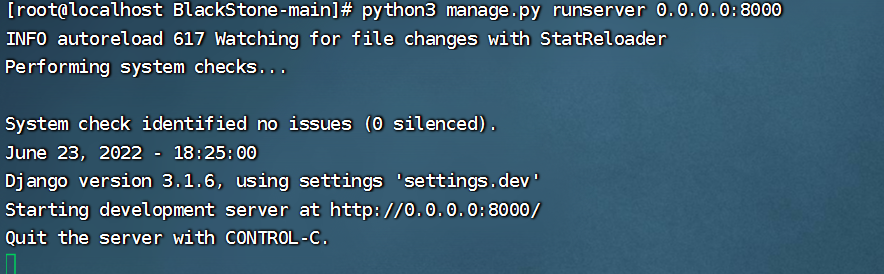 [root@localhost BlackStone-main]# python3 manage.py runserver 0.0.0.0:8000
INFO autoreload 617 Watching for file changes with StatReloader
Performing system checks...
System check identified no issues (0 silenced).
June 23, 2022 - 18:25:00
Django version 3.1.6, using settings 'settings.dev'
Starting development server at http://0.0.0.0:8000/
Quit the server with CONTROL-C.